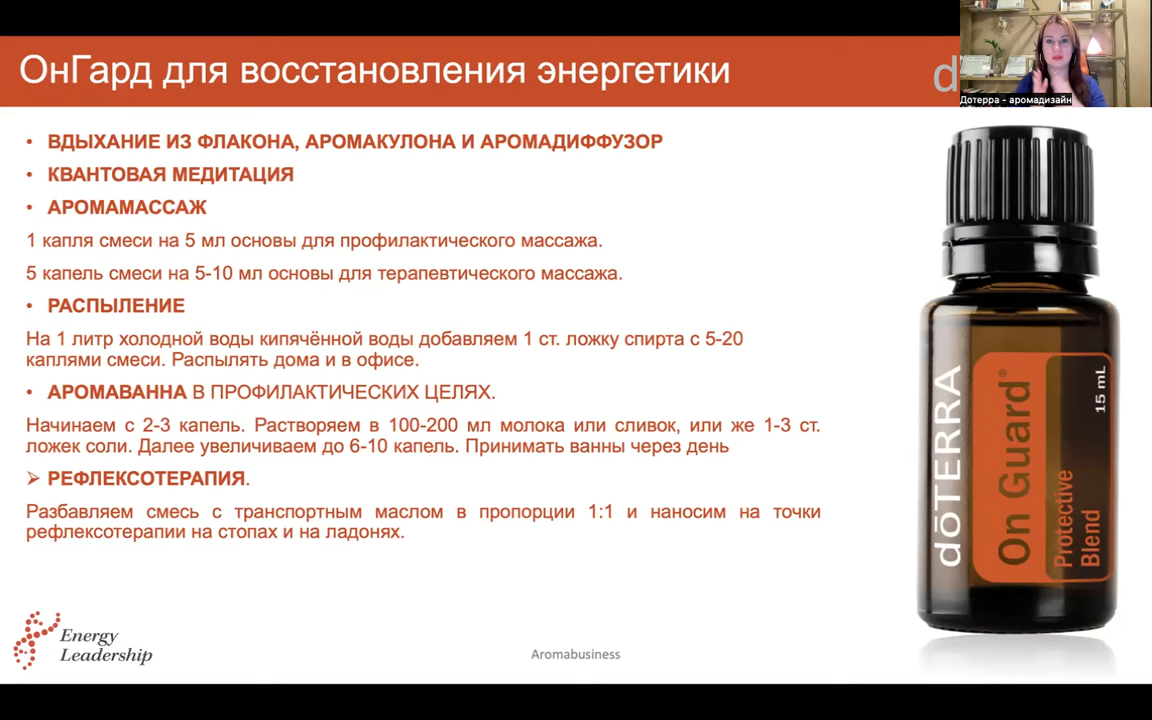 ОнГард для восстановления энергетики
d
Дотерра - аромадизайн
• ВДЫХАНИЕ ИЗ ФЛАКОНА, АРОМАКУЛОНА И АРОМАДИФФУЗОР
• КВАНТОВАЯ МЕДИТАЦИЯ
• АРОМАМАССАЖ
1 капля смеси на 5 мл основы для профилактического массажа.
5 капель смеси на 5-10 мл основы для терапевтического массажа.
• РАСПЫЛЕНИЕ
На 1 литр холодной воды кипячённой воды добавляем 1 ст. ложку спирта с 5-20
каплями смеси. Распылять дома и в офисе.
• АРОМАВАННА В ПРОФИЛАКТИЧЕСКИХ ЦЕЛЯХ.
Начинаем с 2-3 капель. Растворяем в 100-200 мл молока или сливок, или же 1-3 ст.
ложек соли. Далее увеличиваем до 6-10 капель. Принимать ванны через день
➢ РЕФЛЕКСОТЕРАПИЯ.
Разбавляем смесь с транспортным маслом в пропорции 1:1 и наносим на точки
рефлексотерапии на стопах и на ладонях.
dōTERRA
On Guard®
Protective
Blend
15 mL
Energy
Leadership
Aromabusiness